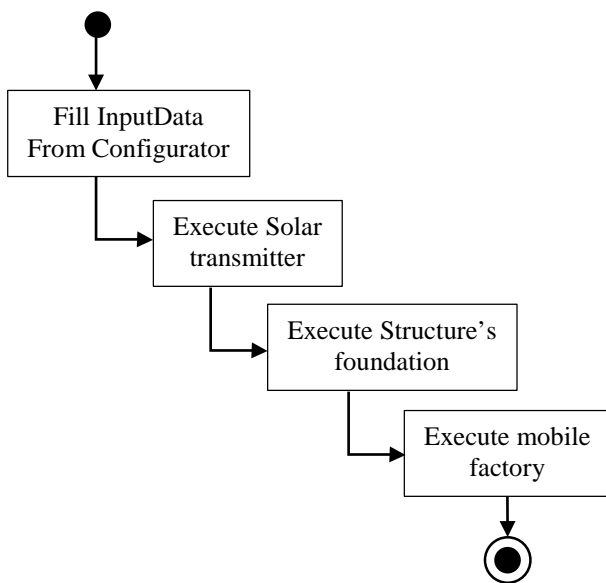 Fill InputData
From Configurator
Execute Solar
transmitter
Execute Structure’s
foundation
Execute mobile
factory